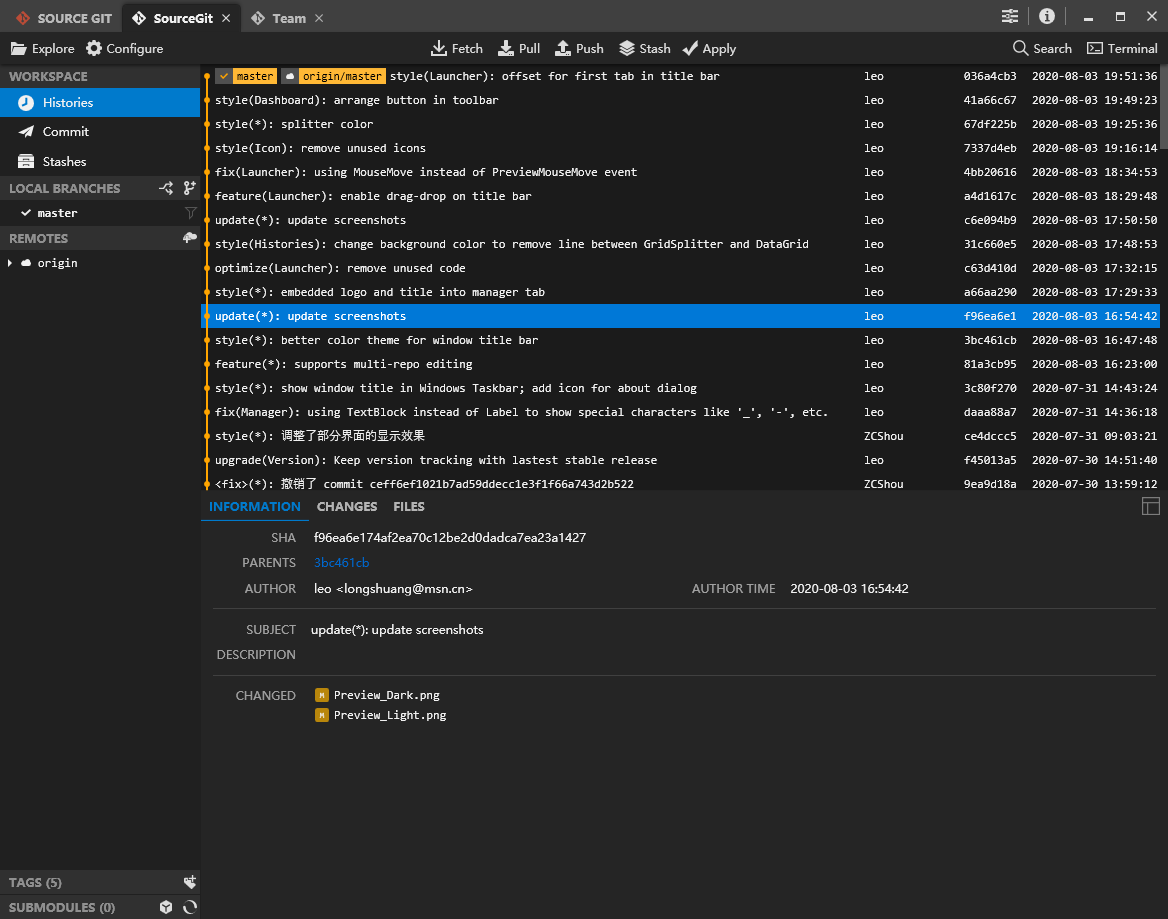 SOURCE GIT SourceGit Team
Explore Configure Fetch Pull Push Stash Apply Search Terminal
WORKSPACE
Histories
Commit
Stashes
LOCAL BRANCHES
master
REMOTES
origin
TAGS (5)
SUBMODULES (0)
master origin/master style(Launcher): offset for first tab in title bar leo 036a4cb3 2020-08-03 19:51:36
style(Dashboard): arrange button in toolbar leo 41a66c67 2020-08-03 19:49:23
style(*): splitter color leo 67df225b 2020-08-03 19:25:36
style(Icon): remove unused icons leo 7337d4eb 2020-08-03 19:16:14
fix(Launcher): using MouseMove instead of PreviewMouseMove event leo 4bb20616 2020-08-03 18:34:53
feature(Launcher): enable drag-drop on title bar leo a4d1617c 2020-08-03 18:29:48
update(*): update screenshots leo c6e094b9 2020-08-03 17:50:50
style(Histories): change background color to remove line between GridSplitter and DataGrid leo 31c660e5 2020-08-03 17:48:53
optimize(Launcher): remove unused code leo c63d410d 2020-08-03 17:32:15
style(*): embedded logo and title into manager tab leo a66aa290 2020-08-03 17:29:33
update(*): update screenshots leo f96ea6e1 2020-08-03 16:54:42
style(*): better color theme for window title bar leo 3bc461cb 2020-08-03 16:47:48
feature(*): supports multi-repo editing leo 81a3cb95 2020-08-03 16:23:00
style(*): show window title in Windows Taskbar; add icon for about dialog leo 3c80f270 2020-07-31 14:43:24
fix(Manager): using TextBlock instead of Label to show special characters like '_', '-', etc. leo daaa88a7 2020-07-31 14:36:18
style(*): 调整了部分界面的显示效果 ZCShou ce4dccc5 2020-07-31 09:03:21
upgrade(Version): Keep version tracking with lastest stable release leo f45013a5 2020-07-30 14:51:40
<fix>(*): 撤销了 commit ceff6ef1021b7ad59ddecc1e3f1f66a743d2b522 ZCShou 9ea9d18a 2020-07-30 13:59:12
INFORMATION CHANGES FILES
SHA f96ea6e174af2ea70c12be2d0dadca7ea23a1427
PARENTS 3bc461cb
AUTHOR leo <longshuang@msn.cn> AUTHOR TIME 2020-08-03 16:54:42
SUBJECT update(*): update screenshots
DESCRIPTION
CHANGED M Preview_Dark.png
M Preview_Light.png